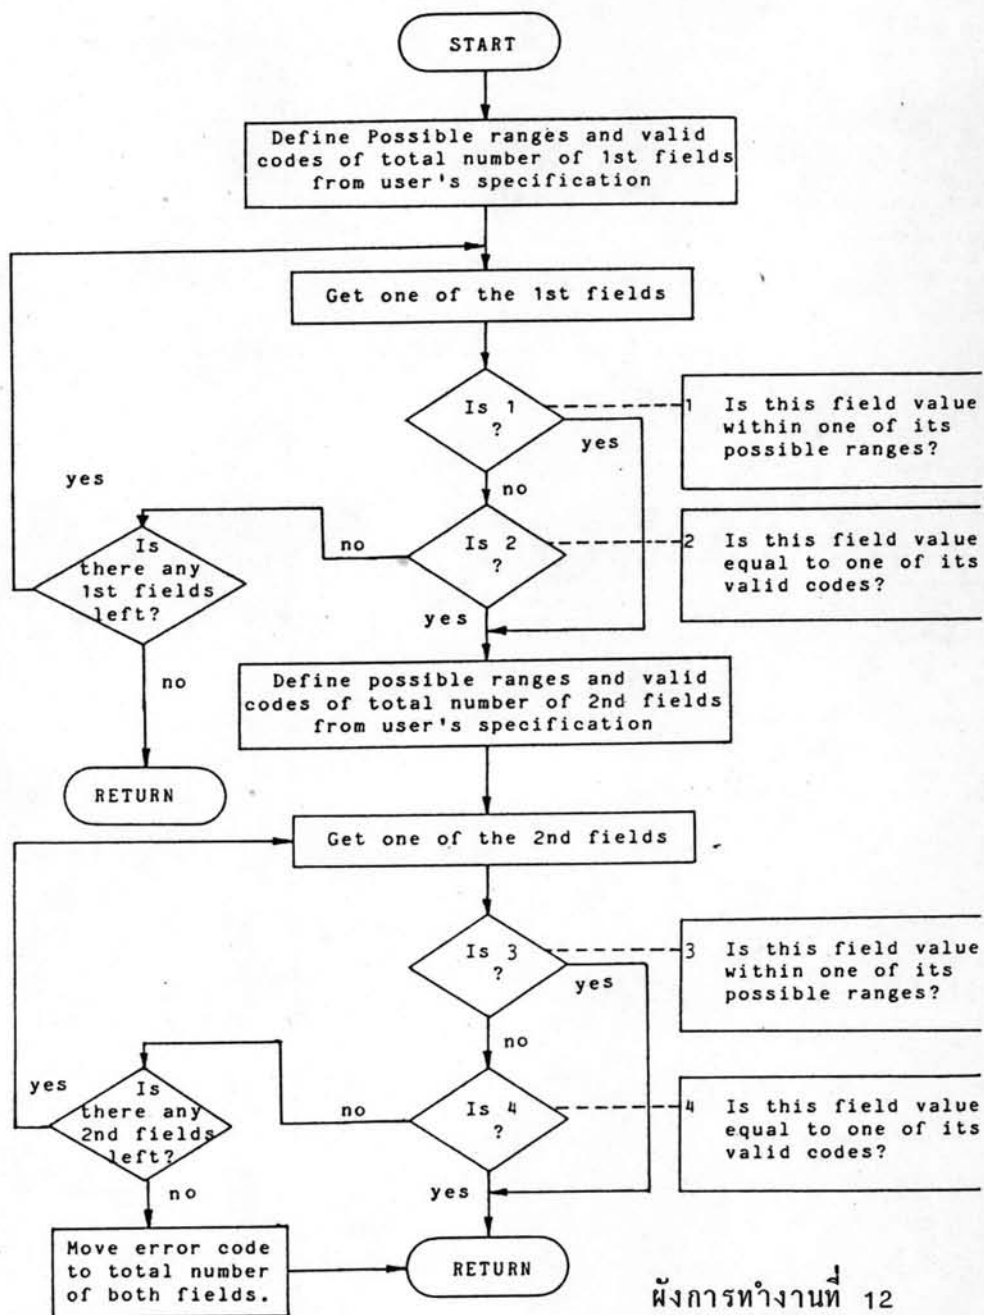 START
Define Possible ranges and valid
codes of total number of 1st fields
from user's specification
Get one of the 1st fields
Is 1
?
yes
no
1 Is this field value
within one of its
possible ranges?
yes
Is 2
?
no
yes
2 Is this field value
equal to one of its
valid codes?
Is
there any
1st fields
left?
no
RETURN
Define possible ranges and valid
codes of total number of 2nd fields
from user's specification
Get one of the 2nd fields
Is 3
?
yes
no
3 Is this field value
within one of its
possible ranges?
yes
Is
there any
2nd fields
left?
no
Is 4
?
no
yes
4 Is this field value
equal to one of its
valid codes?
Move error code
to total number
of both fields.
RETURN
ผังการทำงานที่ 12